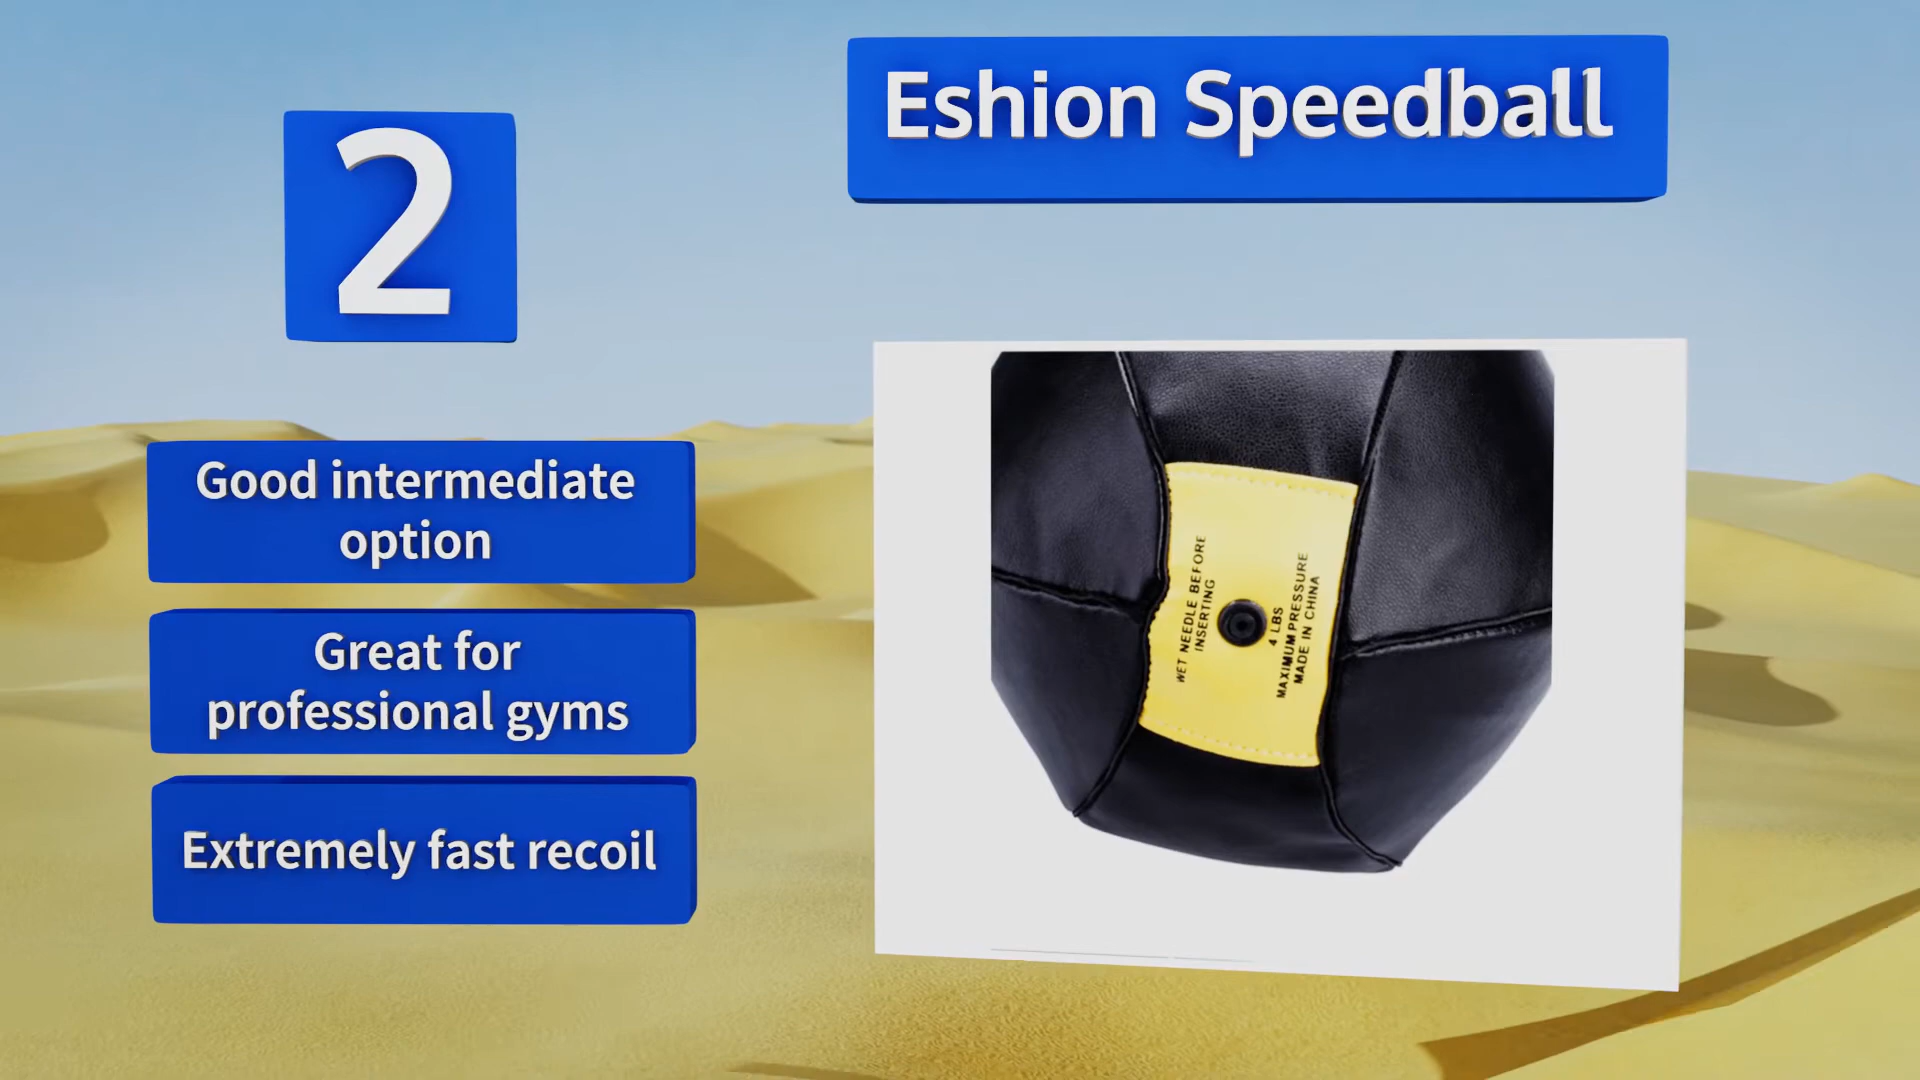 2
Eshion Speedball
Good intermediate
option
Great for
professional gyms
Extremely fast recoil
WET NEEDLE BEFORE
INSERTING
4 LBS
MAXIMUM PRESSURE
MADE IN CHINA